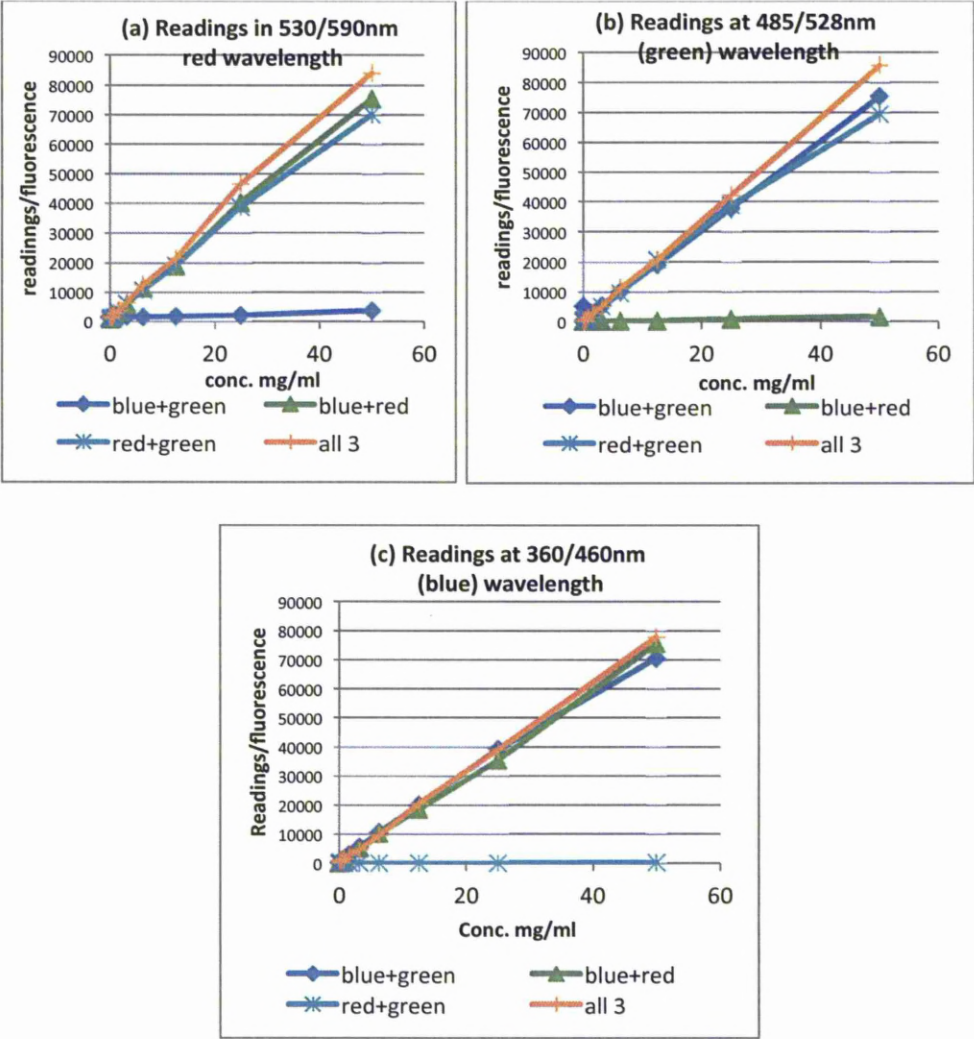 (a) Readings in 530/590nm
red wavelength
90000
80000
70000
60000
50000
40000
30000
20000
10000
0
readinngs/fluorescence
0 20 40 60
conc. mg/ml
blue+green blue+red
red+green all 3
(b) Readings at 485/528nm
(green) wavelength
90000
80000
70000
60000
50000
40000
30000
20000
10000
0
readings/fluorescence
0 20 40 60
conc. mg/ml
blue+green blue+red
red+green all 3
(c) Readings at 360/460nm
(blue) wavelength
90000
80000
70000
60000
50000
40000
30000
20000
10000
0
Readings/fluorescence
0 20 40 60
Conc. mg/ml
blue+green blue+red
red+green all 3